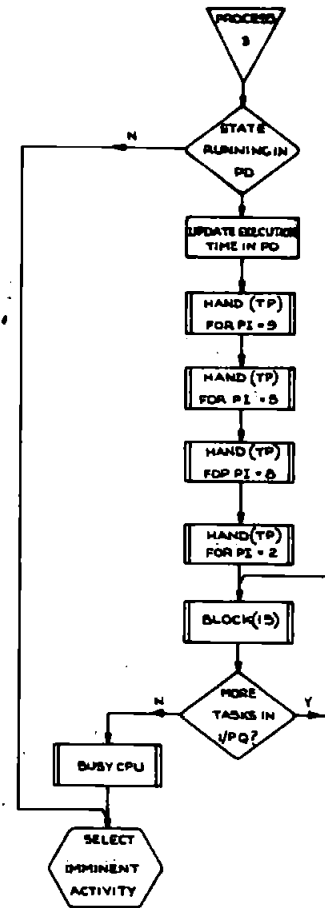 PROCESS
3
N
STATE
RUNNING IN
PD
UPDATE EXECUTION
TIME IN PD
HAND (TP)
FOR PI = 9
HAND (TP)
FOR PI = 5
HAND (TP)
FOR PI = 8
HAND (TP)
FOR PI = 2
BLOCK (15)
N
MORE
Y
TASKS IN
I/PQ?
BUSY CPU
SELECT
IMMINENT
ACTIVITY